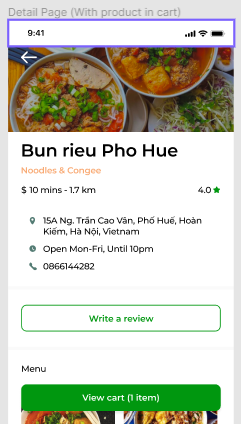 Detail Page (With product in cart)
9:41
Bun rieu Pho Hue
Noodles & Congee
$ 10 mins - 1.7 km
4.0
15A Ng. Trần Cao Vân, Phố Huế, Hoàn
Kiếm, Hà Nội, Vietnam
Open Mon-Fri, Until 10pm
0866144282
Write a review
Menu
View cart (1 item)